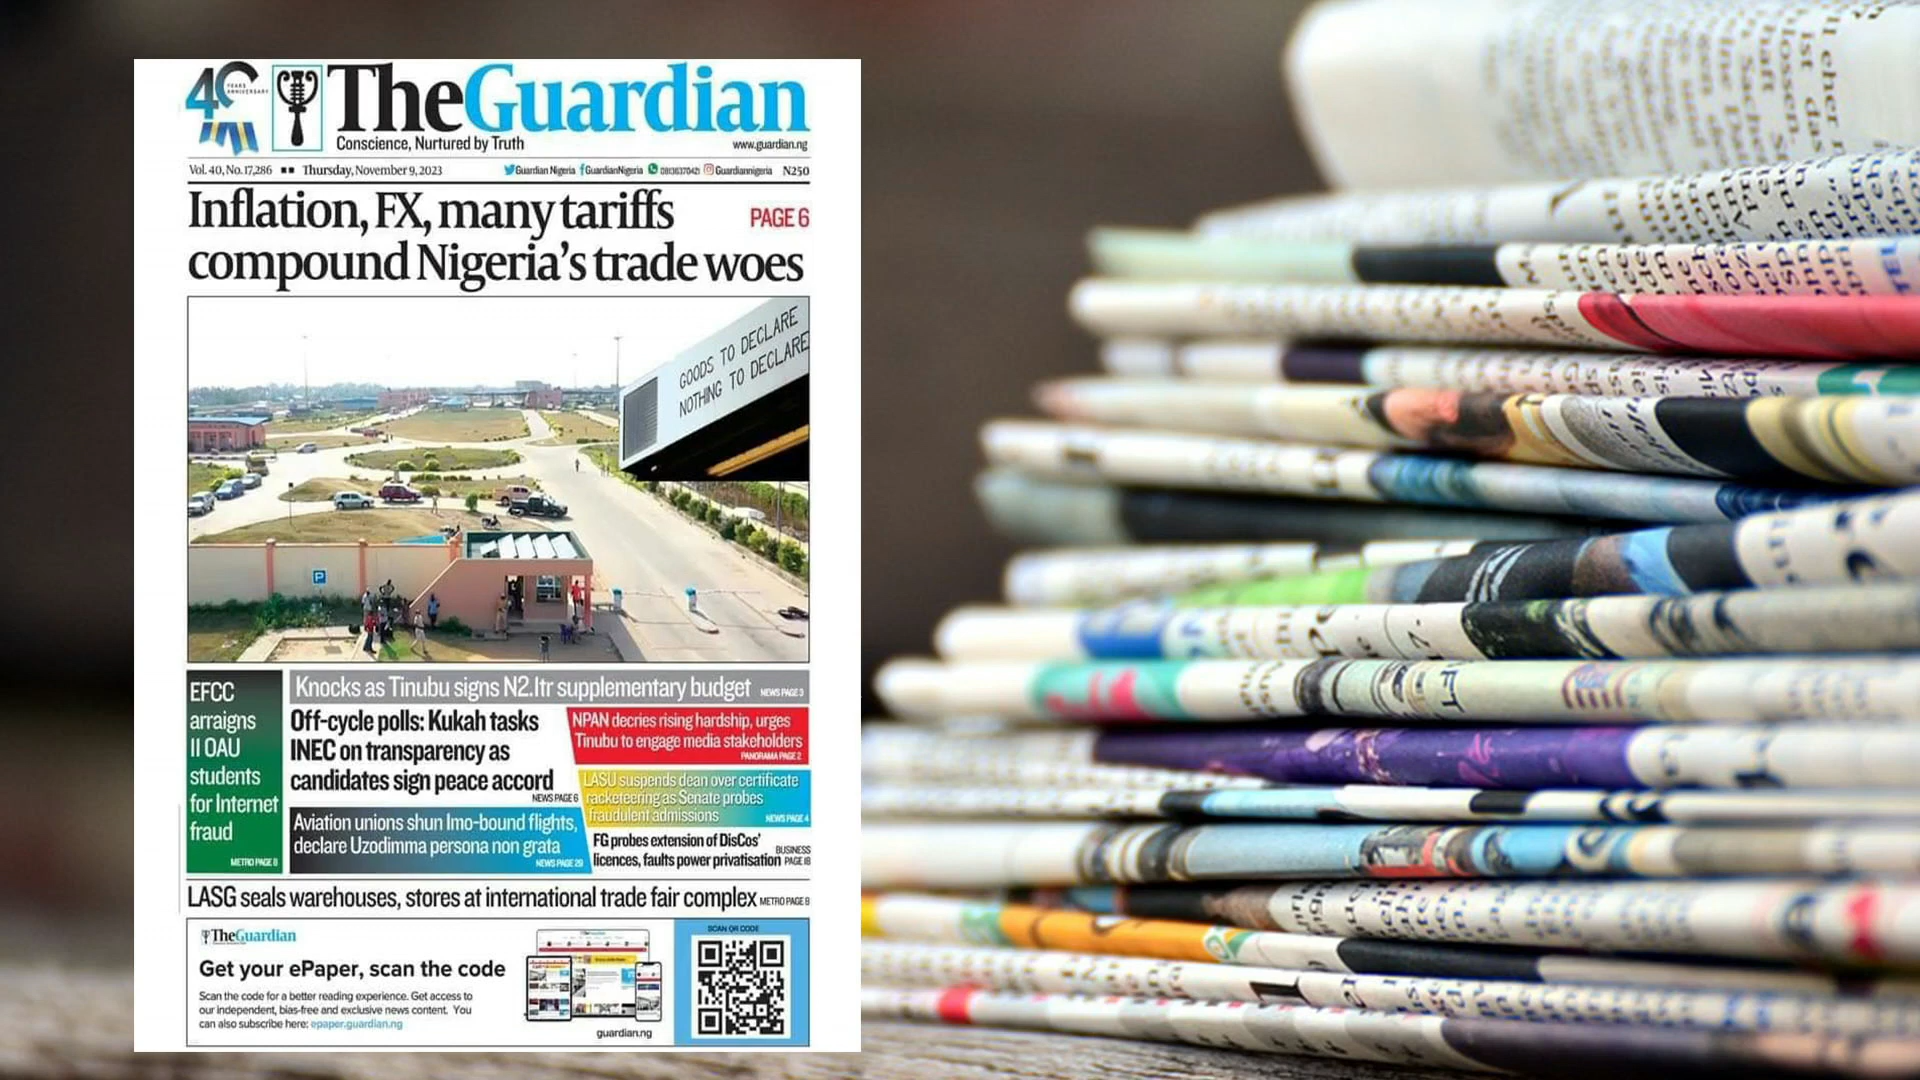 40 YEARS ANNIVERSARY
TheGuardian
Conscience, Nurtured by Truth
www.guardian.ng
Vol. 40, No. 17,286 Thursday, November 9, 2023 Guardian Nigeria GuardianNigeria Guardiannigeria N250
Inflation, FX, many tariffs
PAGE 6
compound Nigeria's trade woes
GOODS TO DECLARE
NOTHING TO DECLARE
P
EFCC
arraigns
11 OAU
students
for Internet
fraud
METRO PAGE 8
Knocks as Tinubu signs N2.1tr supplementary budget NEWS PAGE 3
Off-cycle polls: Kukah tasks
INEC on transparency as
candidates sign peace accord
NEWS PAGE 6
NPAN decries rising hardship, urges
Tinubu to engage media stakeholders
PANORAMA PAGE 2
LASU suspends dean over certificate
racketeering as Senate probes
fraudulent admissions
NEWS PAGE 4
Aviation unions shun Imo-bound flights,
declare Uzodimma persona non grata
NEWS PAGE 29
FG probes extension of DisCos'
licences, faults power privatisation
BUSINESS
PAGE 18
LASG seals warehouses, stores at international trade fair complex METRO PAGE 9
TheGuardian
Get your ePaper, scan the code
Scan the code for a better reading experience. Get access to
our independent, bias-free and exclusive news content. You
can also subscribe here: epaper.guardian.ng
guardian.ng
SCAN QR CODE